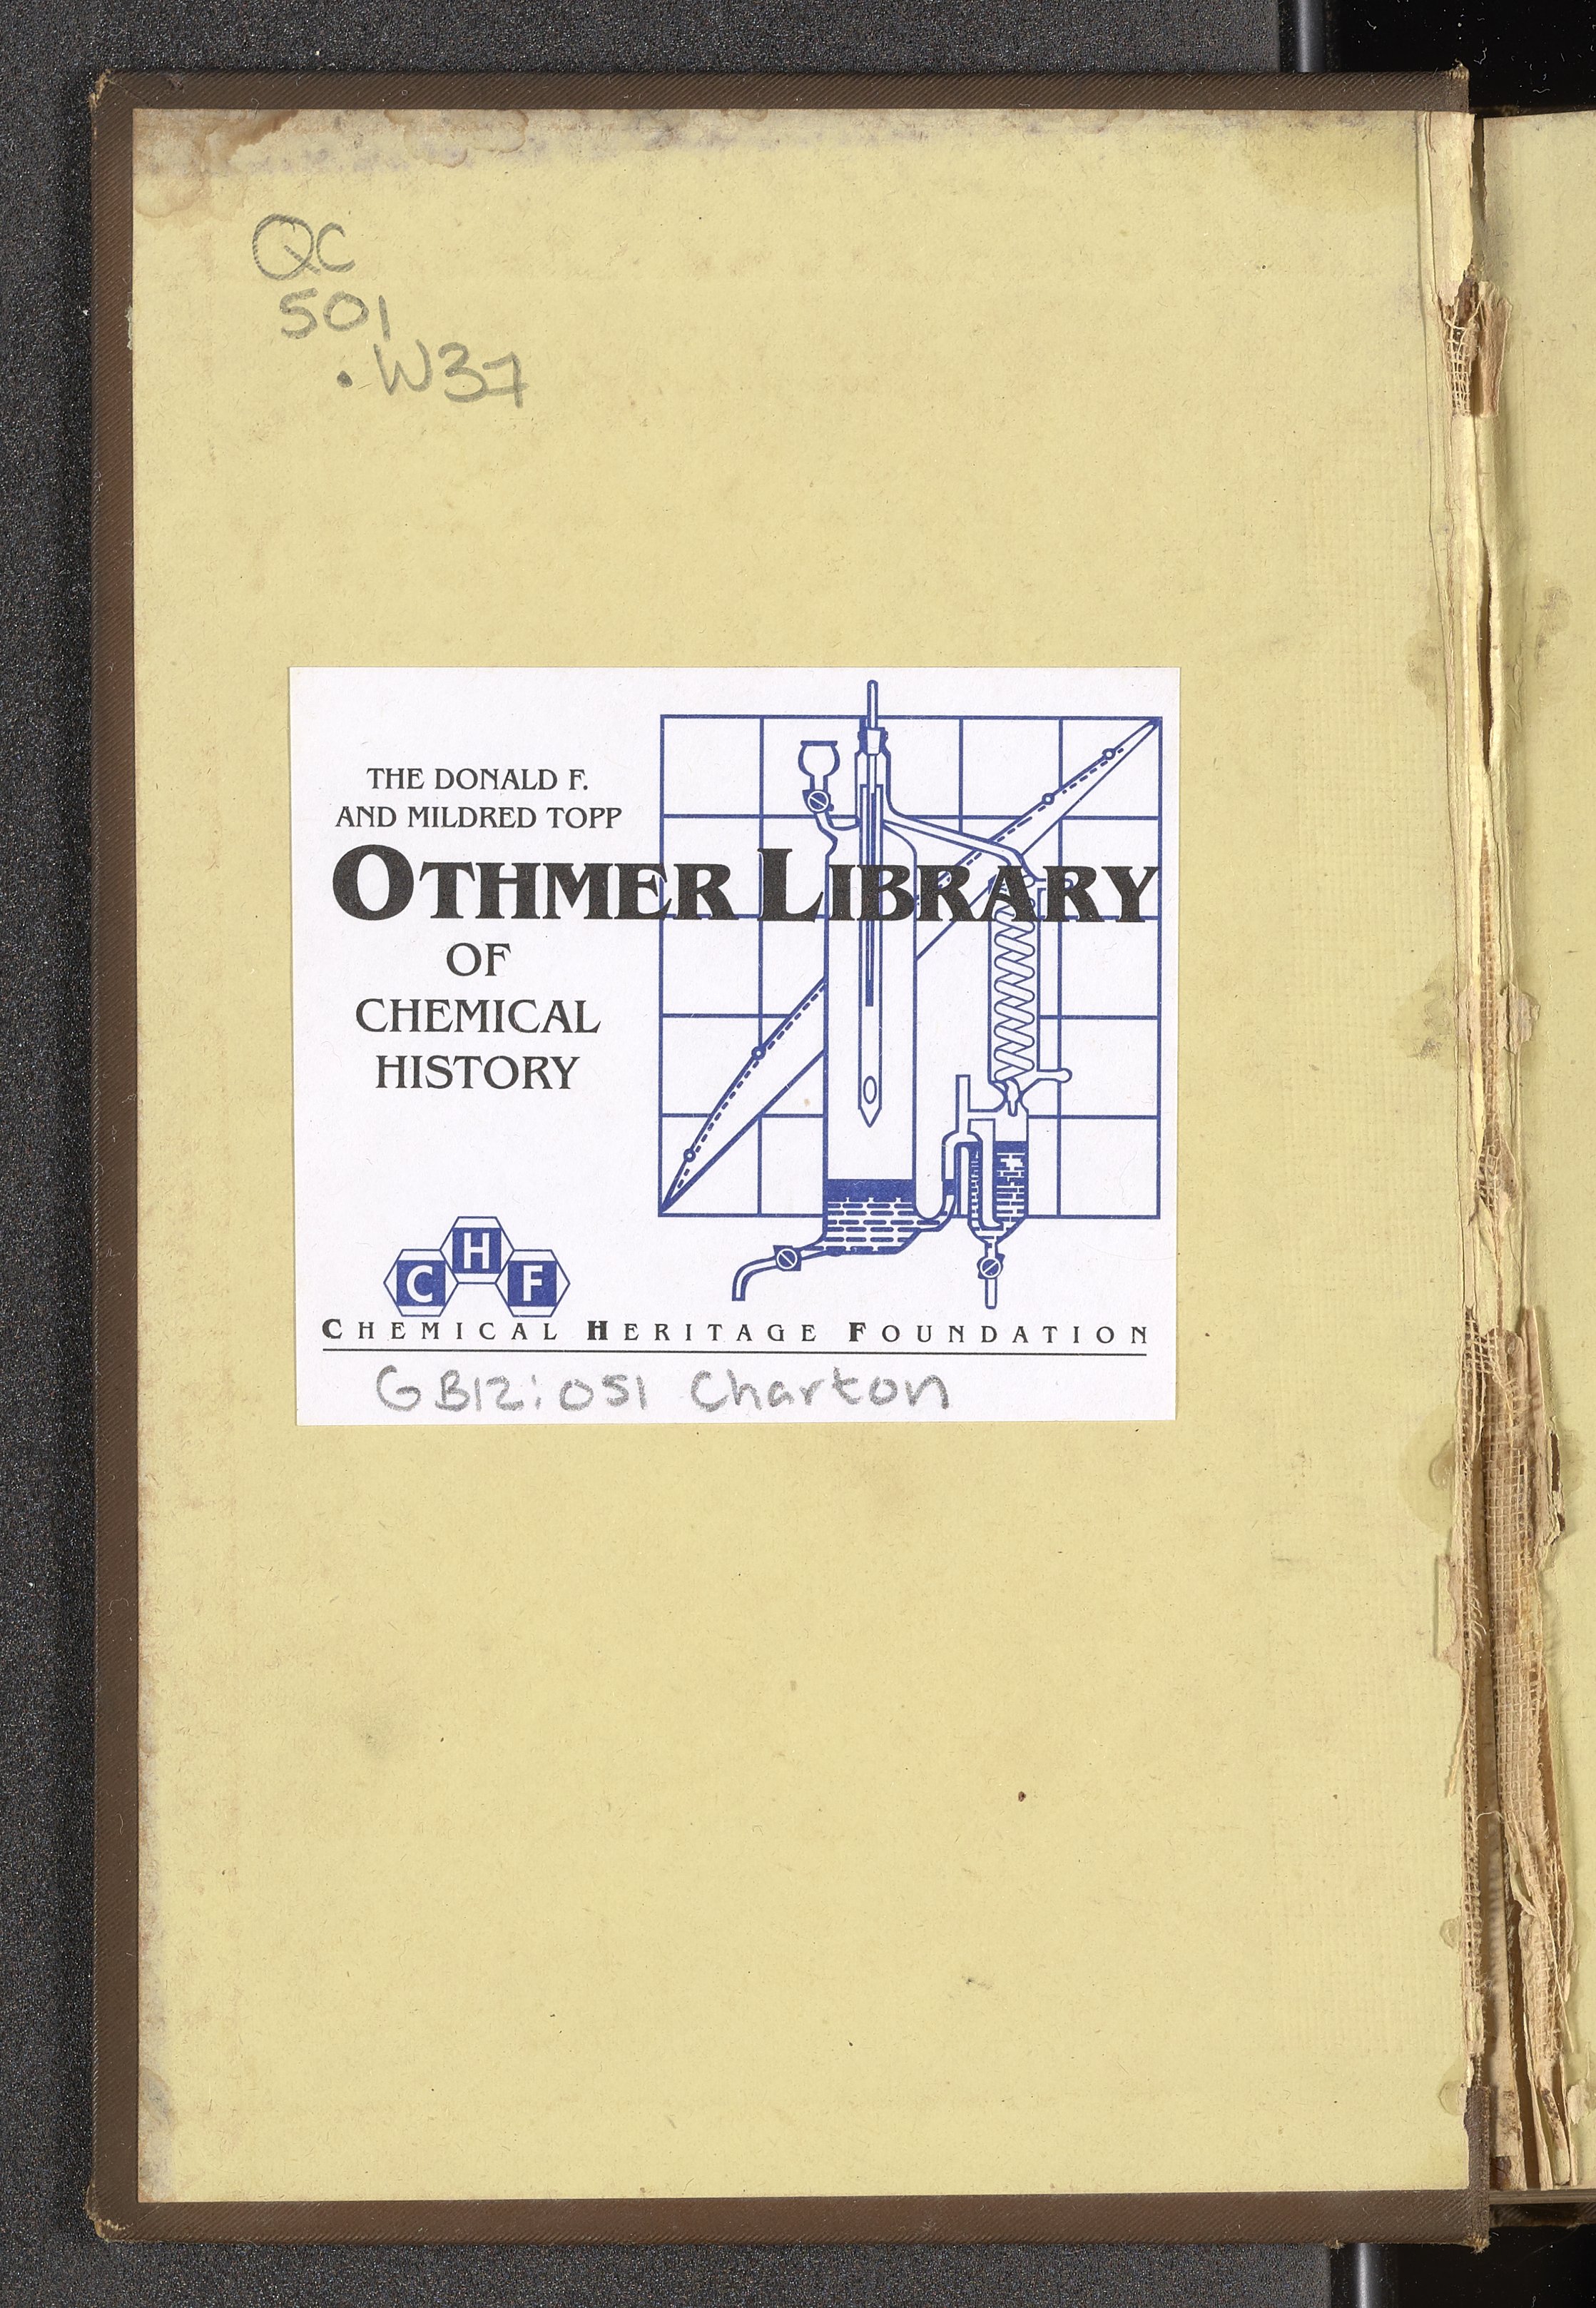 QC
501
.W37
THE DONALD F.
AND MILDRED TOPP
OTHMER LIBRARY
OF
CHEMICAL
HISTORY
CHF
CHEMICAL HERITAGE FOUNDATION
GB12:051 Charton